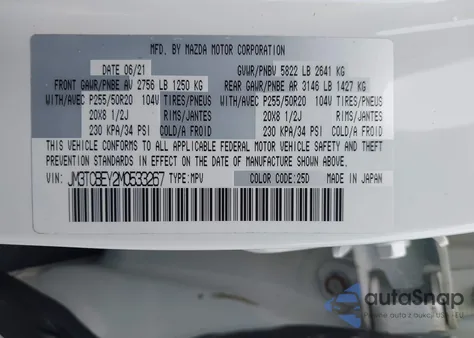 MFD. BY MAZDA MOTOR CORPORATION
DATE 06/21 GVWR/PNBV 5822 LB 2641 KG
FRONT GAWR/PNBE AV 2756 LB 1250 KG REAR GAWR/PNBE AR 3146 LB 1427 KG
WITH/AVEC P255/50R20 104V TIRES/PNEUS WITH/AVEC P255/50R20 104V TIRES/PNEUS
20X8 1/2J RIMS/JANTES 20X8 1/2J RIMS/JANTES
230 KPA/34 PSI COLD/A FROID 230 KPA/34 PSI COLD/A FROID
THIS VEHICLE CONFORMS TO ALL APPLICABLE FEDERAL MOTOR VEHICLE SAFETY AND THEFT
PREVENTION STANDARDS IN EFFECT ON THE DATE OF MANUFACTURE SHOWN ABOVE.
VIN: JM3TCBEY2M0533267 TYPE:MPV COLOR CODE:25D MADE IN JAPAN
autoSnap